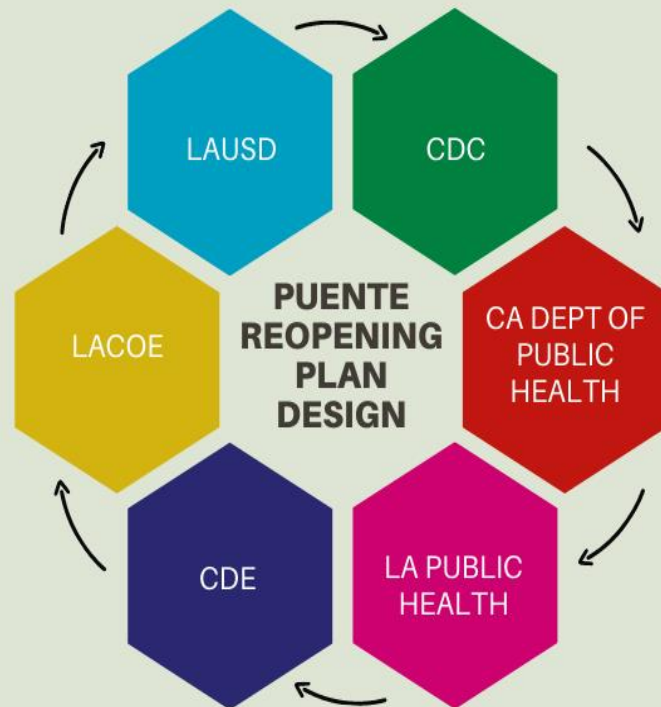 LAUSD
CDC
PUENTE
REOPENING
PLAN
DESIGN
LACOE
CA DEPT OF
PUBLIC
HEALTH
CDE
LA PUBLIC
HEALTH